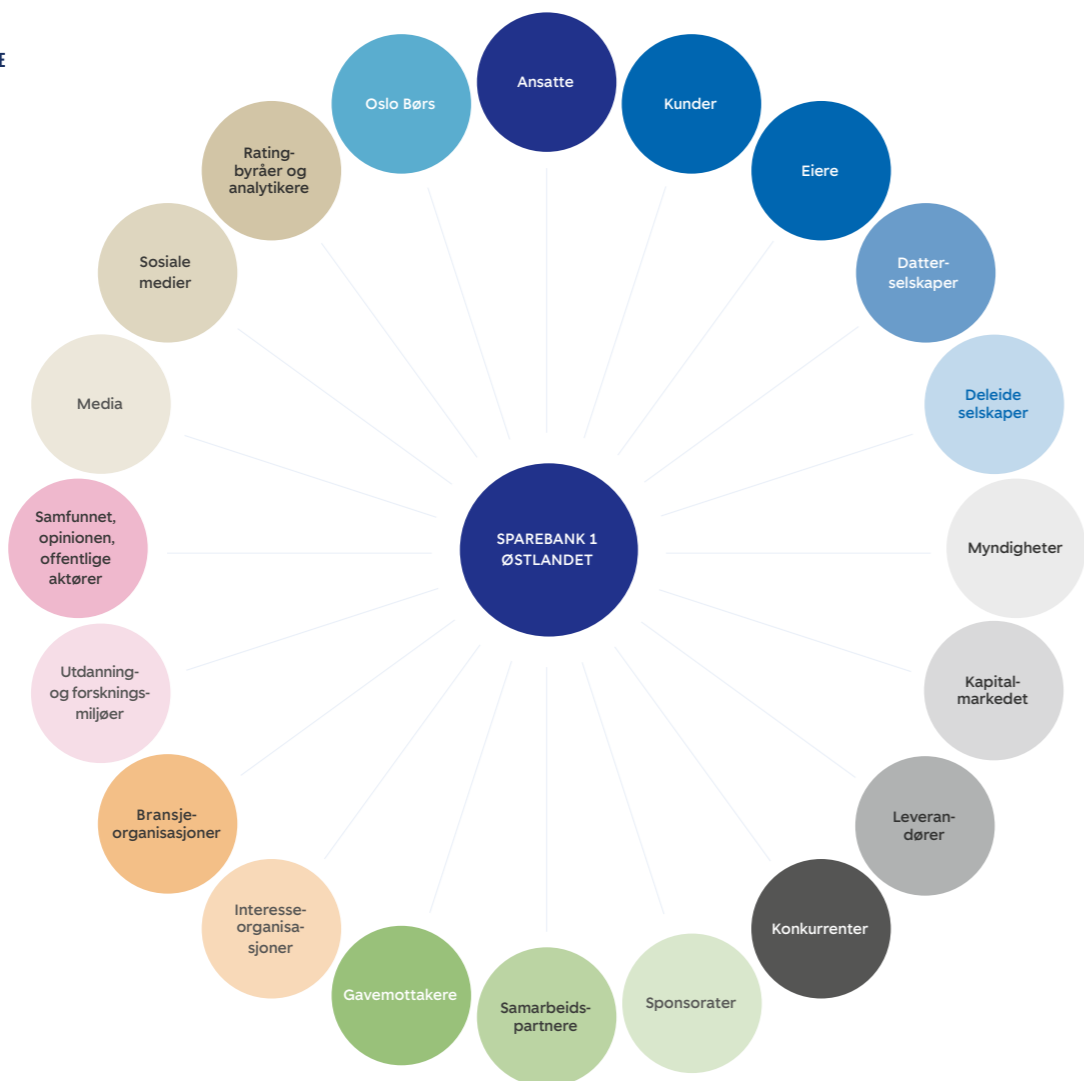 E
Ansatte
Kunder
Eiere
Datter-
selskaper
Deleide
selskaper
Myndigheter
Kapital-
markedet
Leveran-
dører
Konkurrenter
Sponsorater
Samarbeids-
partnere
Gavemottakere
Interesse-
organisa-
sjoner
Bransje-
organisasjoner
Utdanning-
og forsknings-
miljøer
Samfunnet,
opinionen,
offentlige
aktører
Media
Sosiale
medier
Rating-
byråer og
analytikere
Oslo Børs
SPAREBANK 1
ØSTLANDET